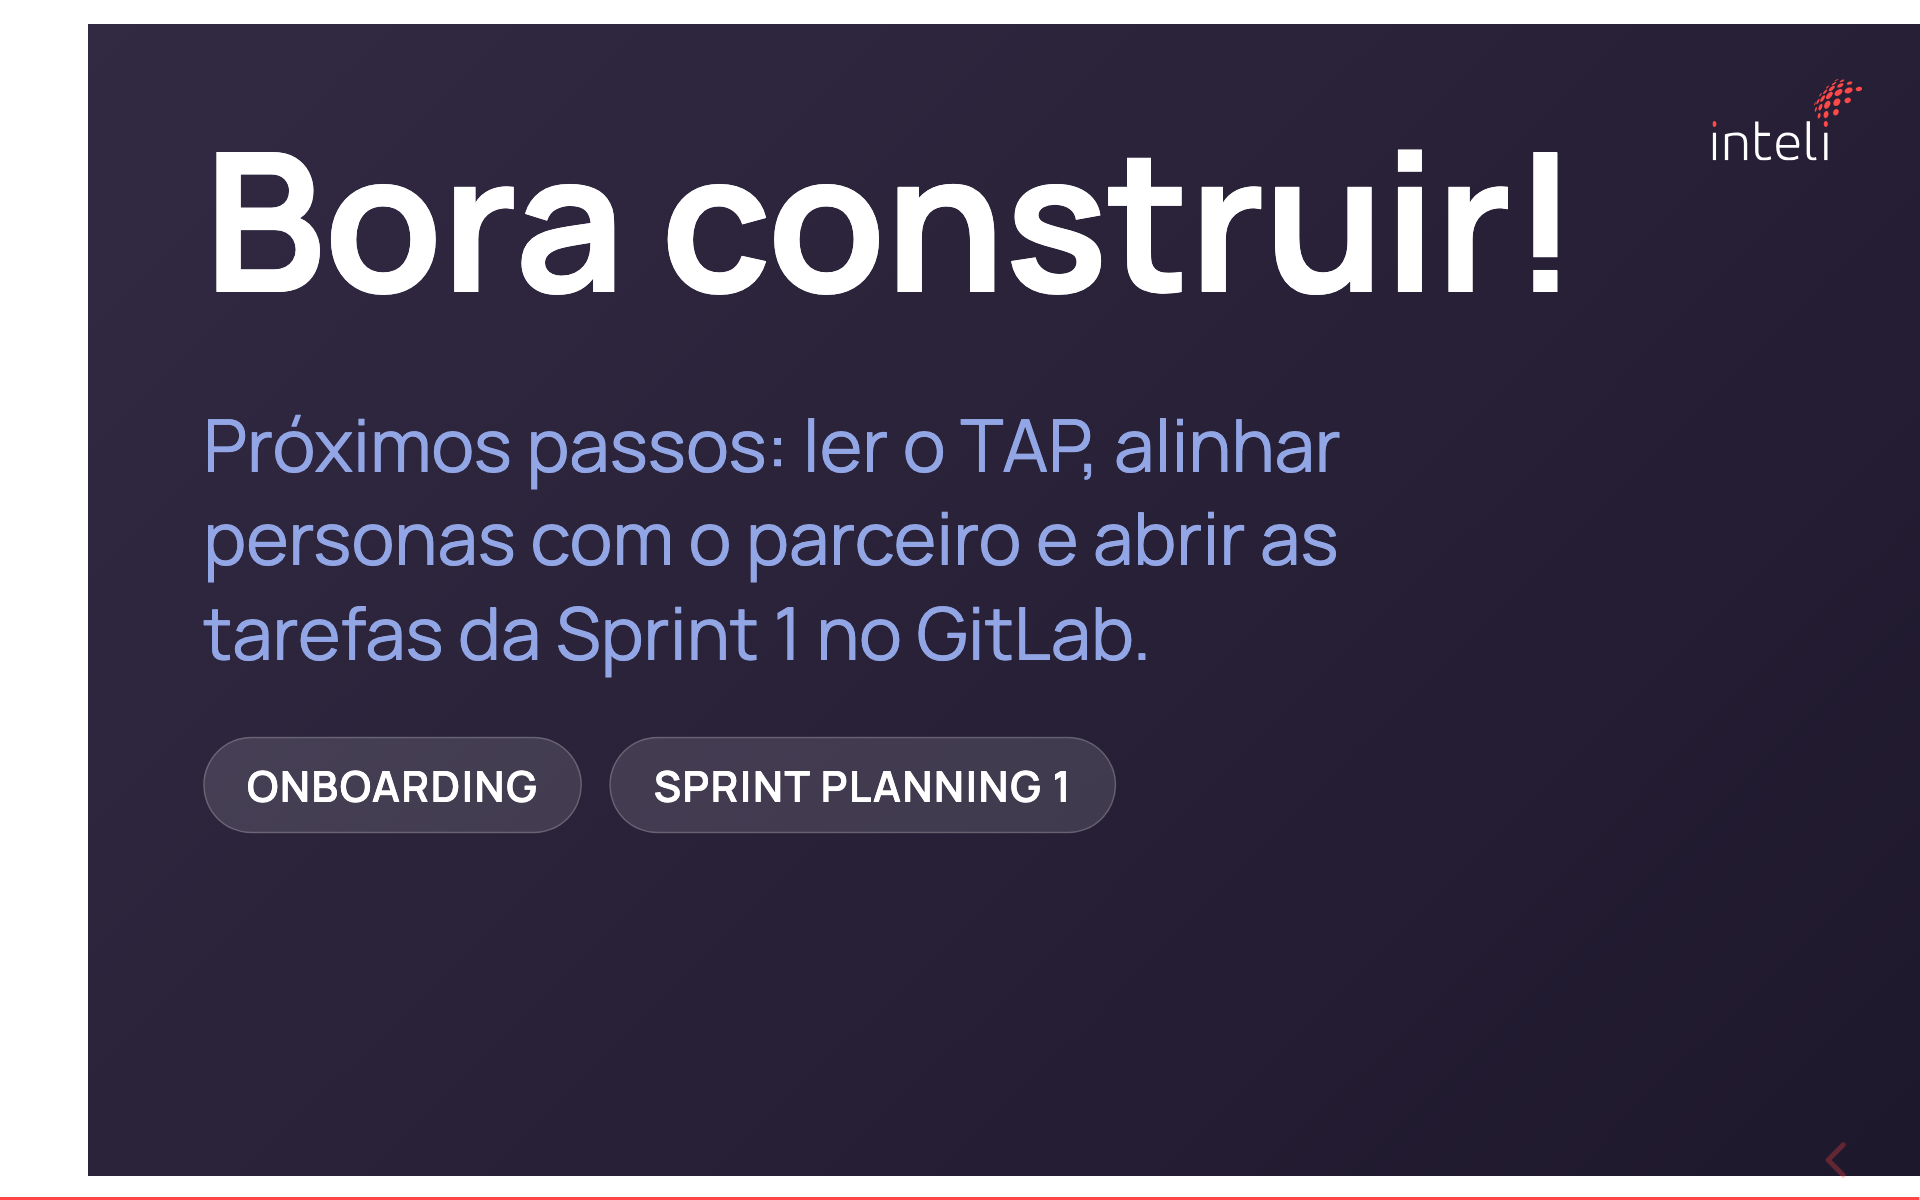 inteli
Bora construir!
Próximos passos: ler o TAP, alinhar
personas com o parceiro e abrir as
tarefas da Sprint 1 no GitLab.
ONBOARDING
SPRINT PLANNING 1